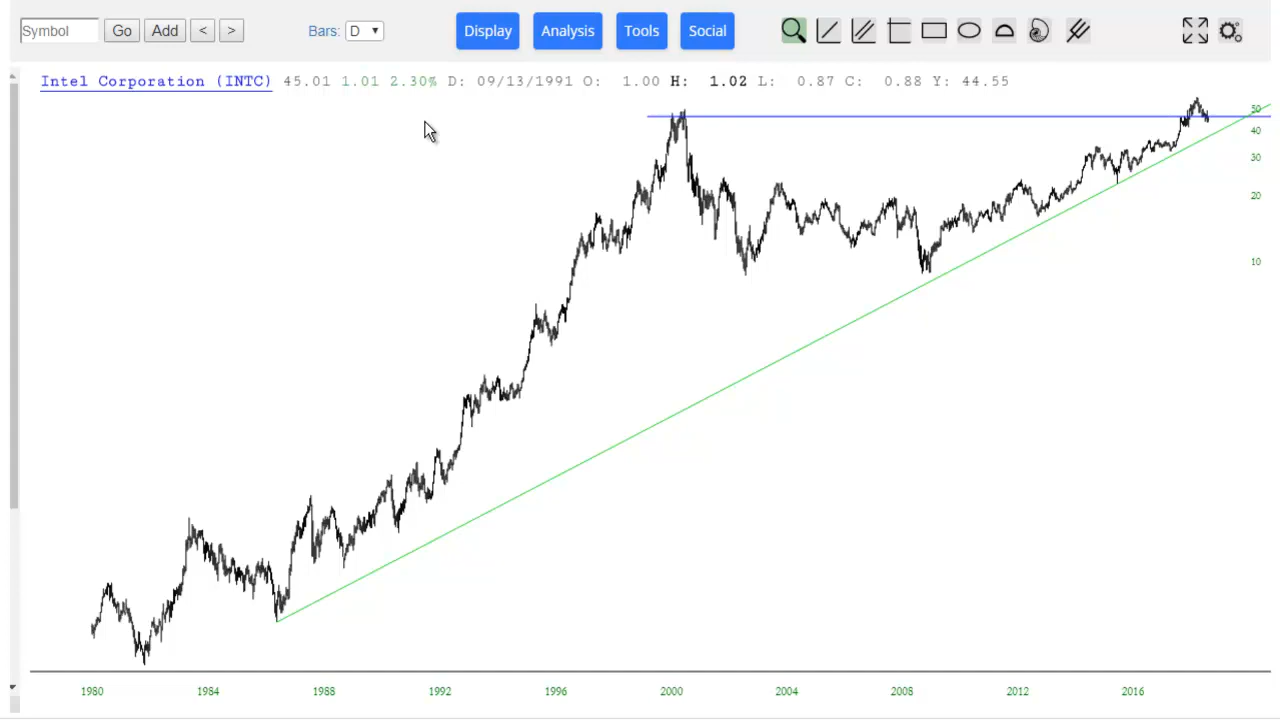 Symbol Go Add < > Bars: D ▼ Display Analysis Tools Social
Intel Corporation (INTC) 45.01 1.01 2.30% D: 09/13/1991 O: 1.00 H: 1.02 L: 0.87 C: 0.88 Y: 44.55
50
40
30
20
10
1980 1984 1988 1992 1996 2000 2004 2008 2012 2016